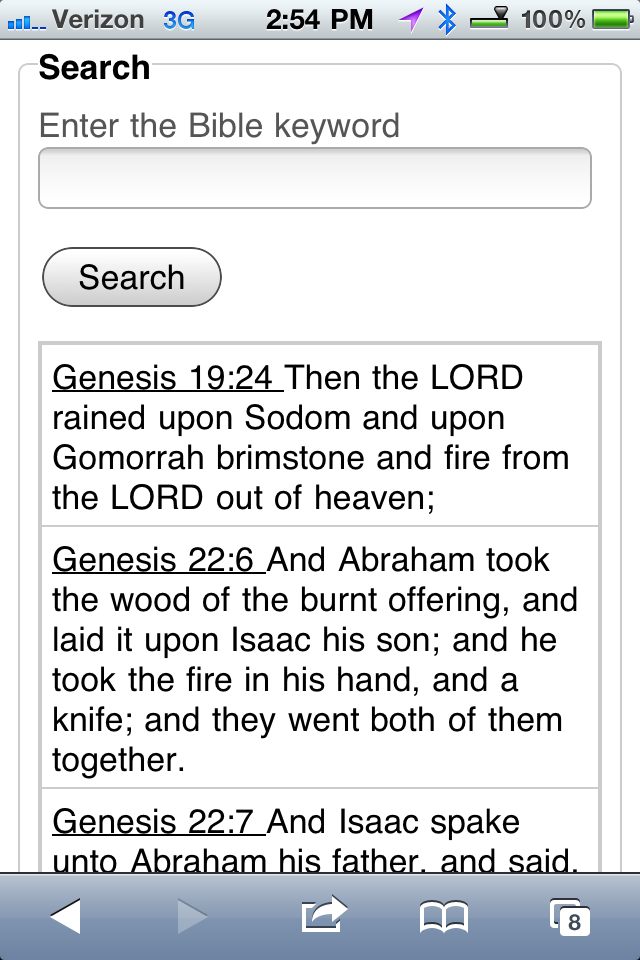 Verizon 3G 2:54 PM 100%
Search
Enter the Bible keyword
Search
Genesis 19:24 Then the LORD
rained upon Sodom and upon
Gomorrah brimstone and fire from
the LORD out of heaven;
Genesis 22:6 And Abraham took
the wood of the burnt offering, and
laid it upon Isaac his son; and he
took the fire in his hand, and a
knife; and they went both of them
together.
Genesis 22:7 And Isaac spake
unto Abraham his father, and said,
8